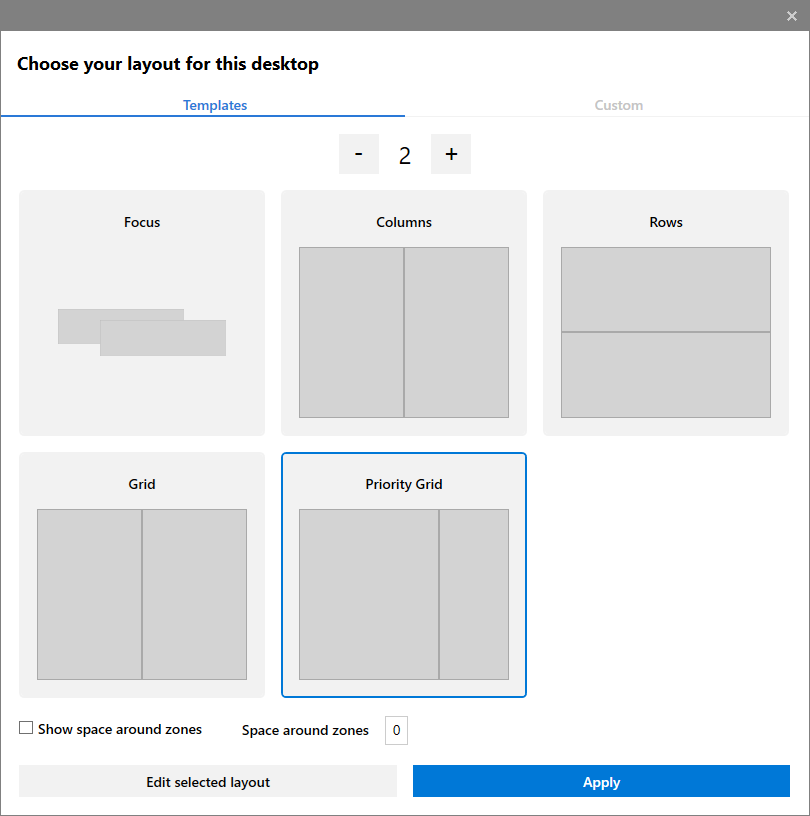 Choose your layout for this desktop
Templates Custom
- 2 +
Focus Columns Rows
Grid Priority Grid
Show space around zones Space around zones 0
Edit selected layout Apply